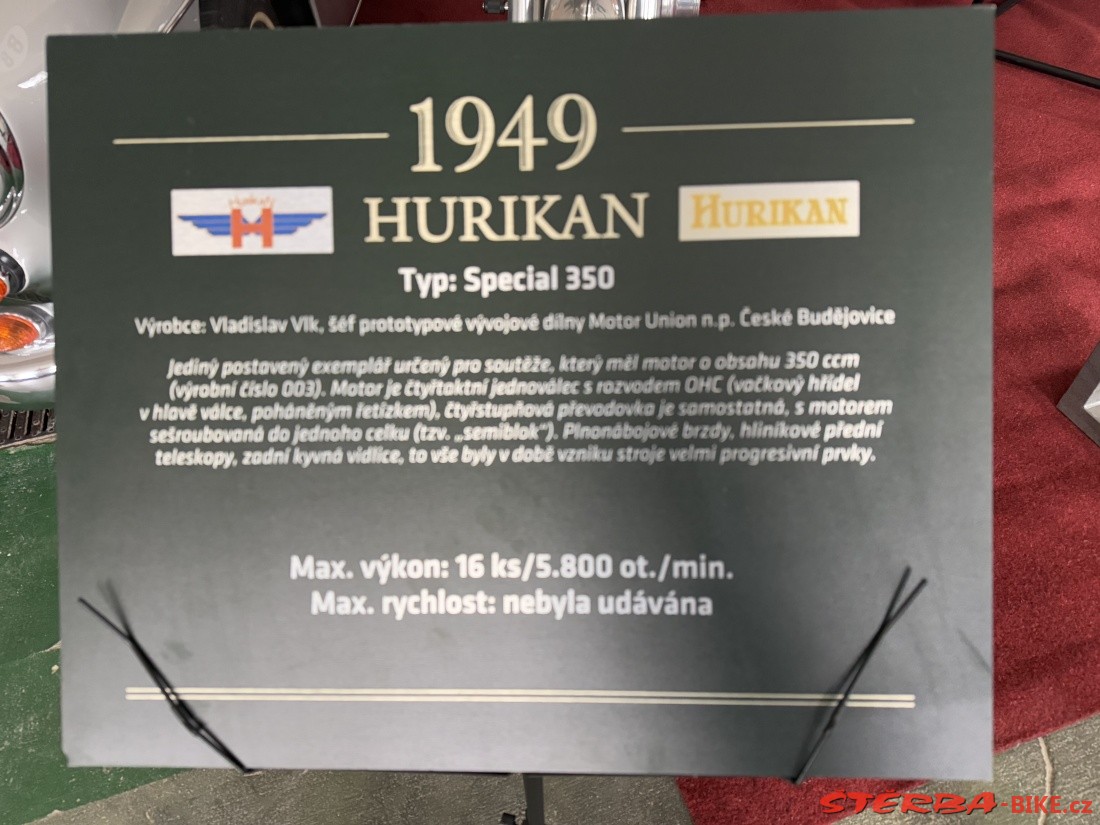 1949
HURIKAN
H
HURIKAN
HURIKAN
Typ: Special 350
Výrobce: Vladislav Vlk, šéf prototypové vývojové dílny Motor Union n.p. České Budějovice
Jediný postavený exemplář určený pro soutěže, který měl motor o obsahu 350 ccm
(výrobní číslo 003). Motor je čtyřtaktní jednoválec s rozvodem OHC (vačkový hřídel
v hlavě válce, poháněným řetízkem), čtyřstupňová převodovka je samostatná, s motorem
sešroubovaná do jednoho celku (tzv. „semiblok"). Plnonábojové brzdy, hliníkové přední
teleskopy, zadní kyvná vidlice, to vše byly v době vzniku stroje velmi progresivní prvky.
Max. výkon: 16 ks/5.800 ot./min.
Max. rychlost: nebyla udávána
STERBA-BIKE.cz